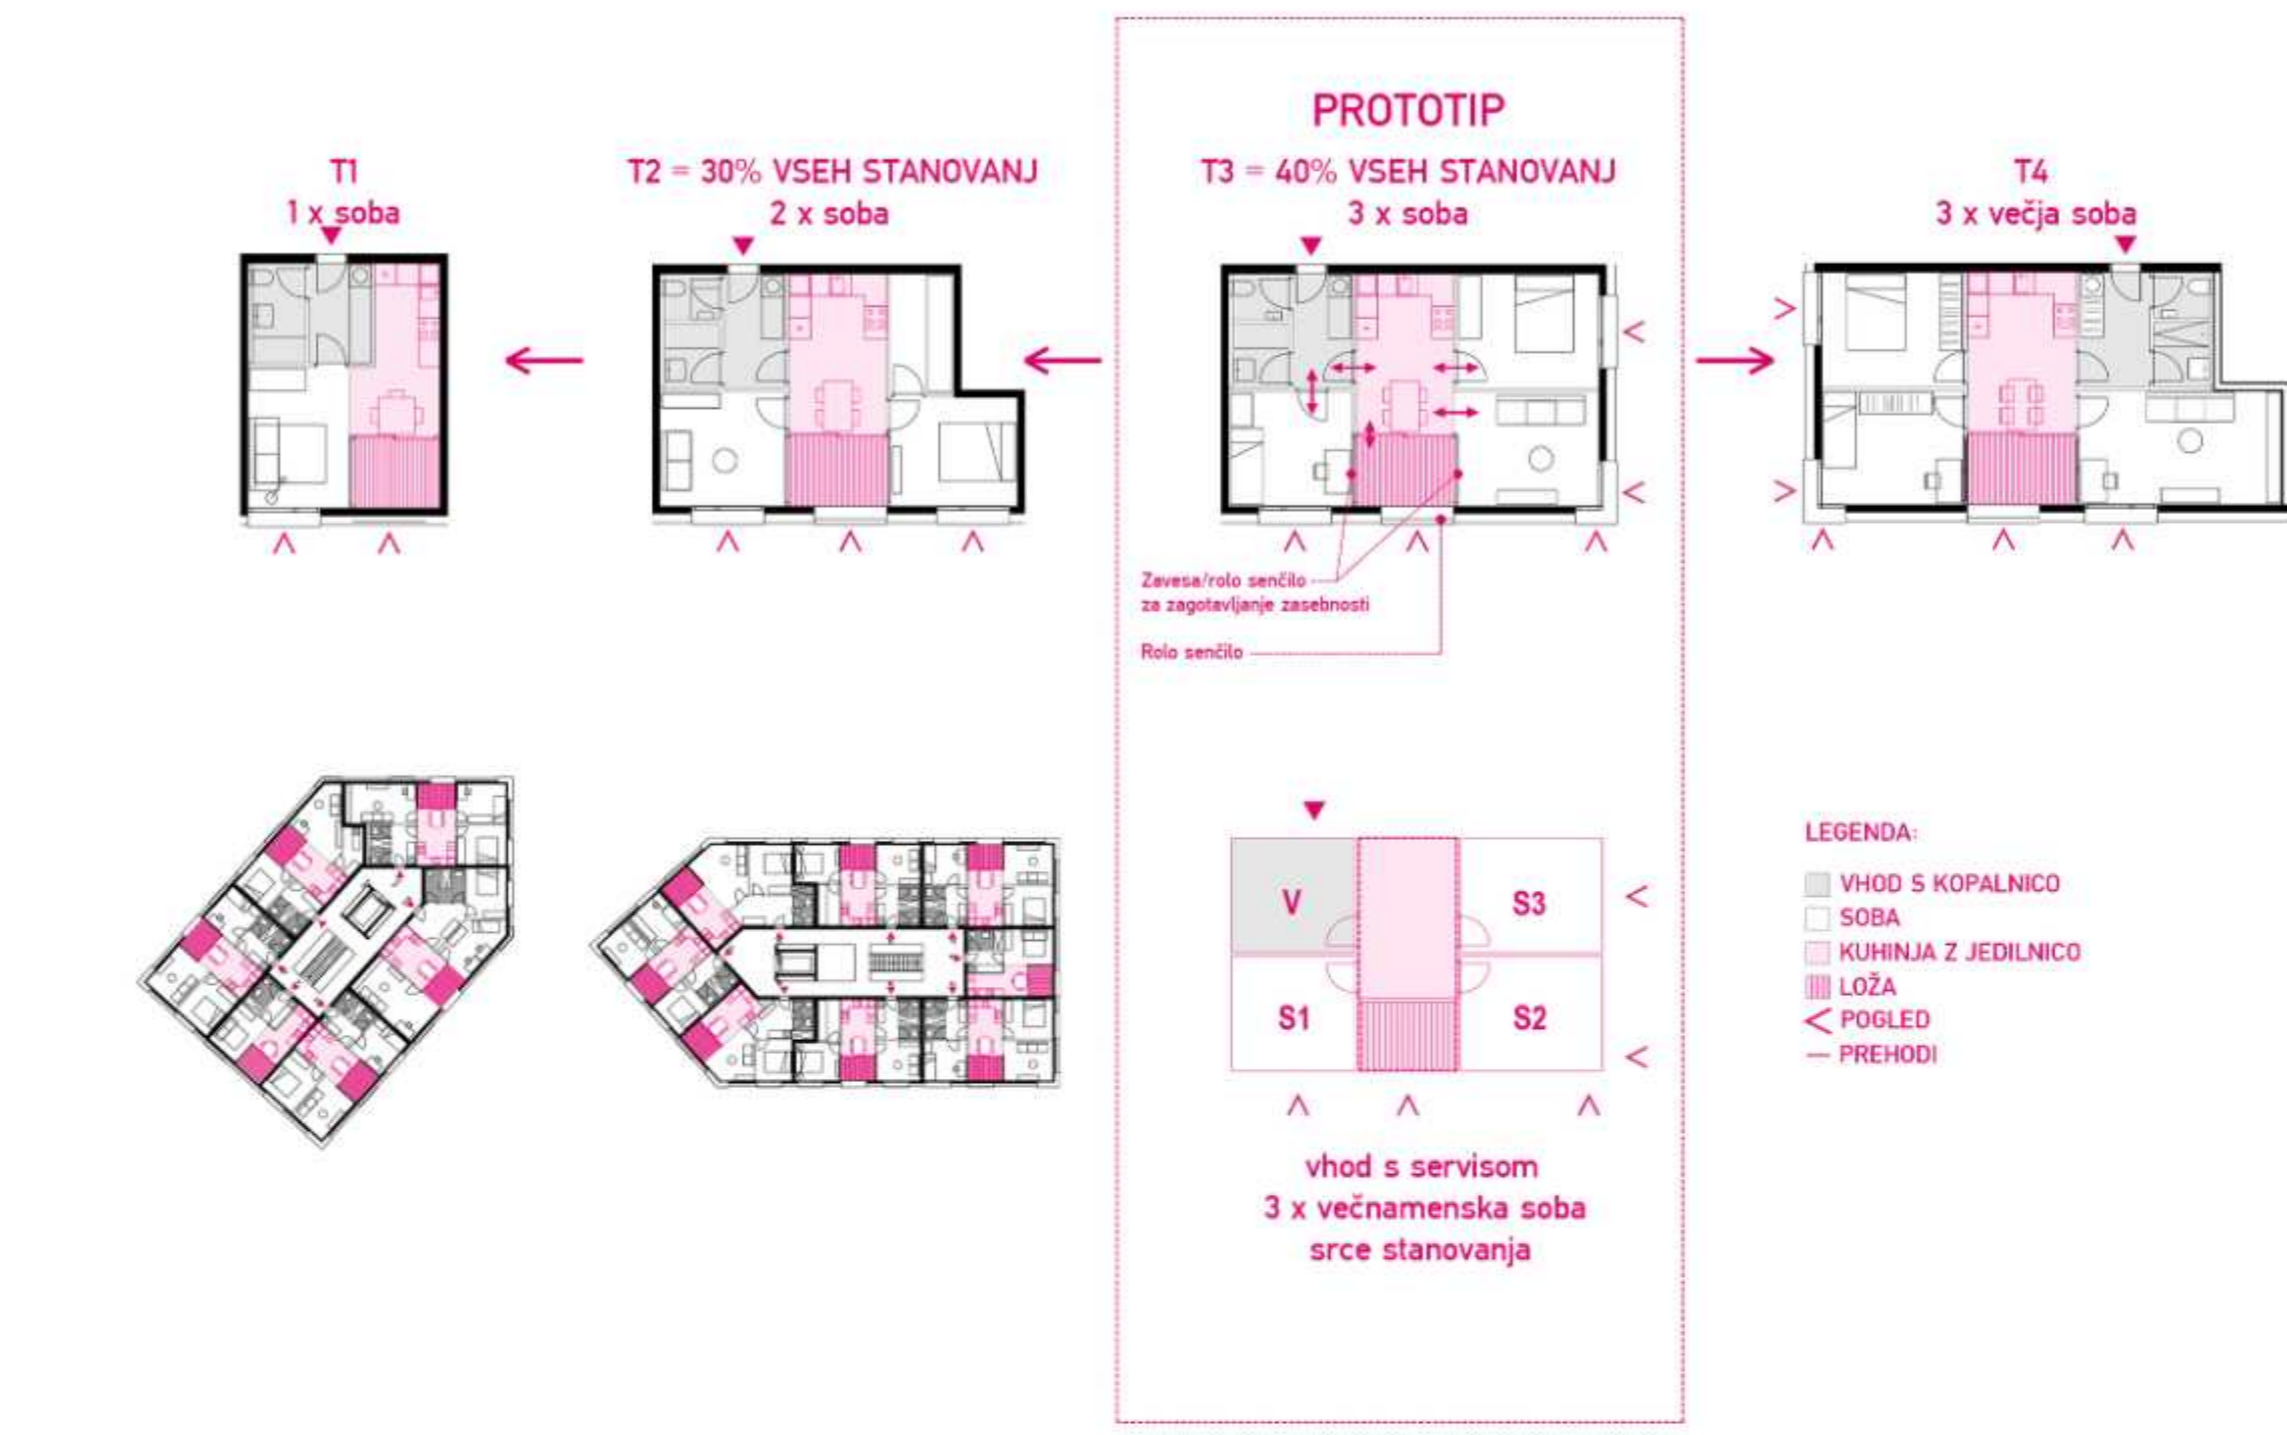 PROTOTIP
T1
1 x soba
T2 = 30% VSEH STANOVANJ
2 x soba
T3 = 40% VSEH STANOVANJ
3 x soba
T4
3 x večja soba
Zavesa/rolo senčilo
za zagotavljanje zasebnosti
Rolo senčilo
V
S3
S1
S2
vhod s servisom
3 x večnamenska soba
srce stanovanja
LEGENDA:
VHOD S KOPALNICO
SOBA
KUHINJA Z JEDILNICO
LOŽA
POGLED
PREHODI